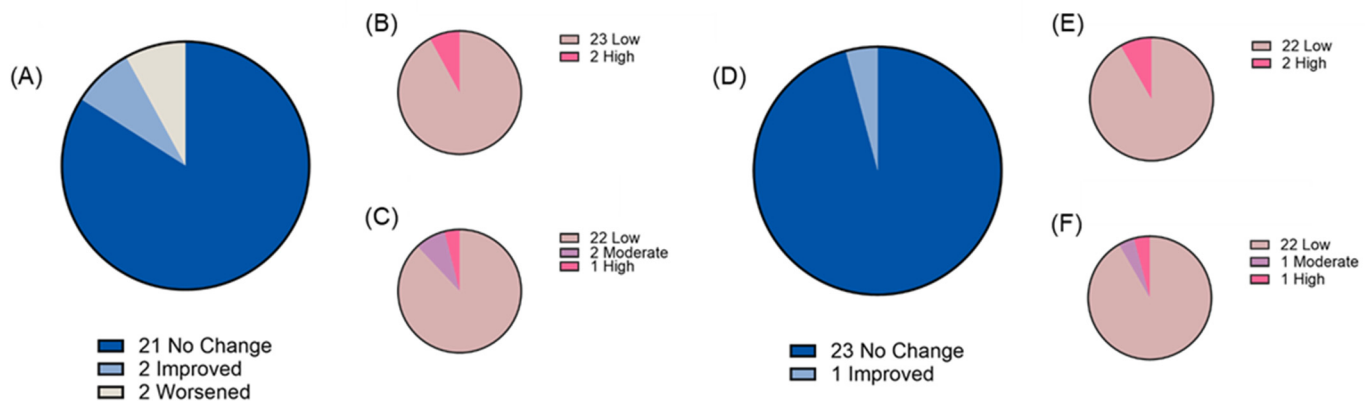 (A)
21 No Change
2 Improved
2 Worsened
(B)
23 Low
2 High
(C)
22 Low
2 Moderate
1 High
(D)
23 No Change
1 Improved
(E)
22 Low
2 High
(F)
22 Low
1 Moderate
1 High